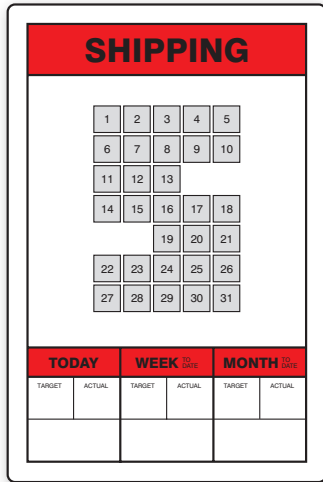 SHIPPING
1 2 3 4 5
6 7 8 9 10
11 12 13
14 15 16 17 18
19 20 21
22 23 24 25 26
27 28 29 30 31
TODAY WEEK TO DATE MONTH TO DATE
TARGET ACTUAL TARGET ACTUAL TARGET ACTUAL